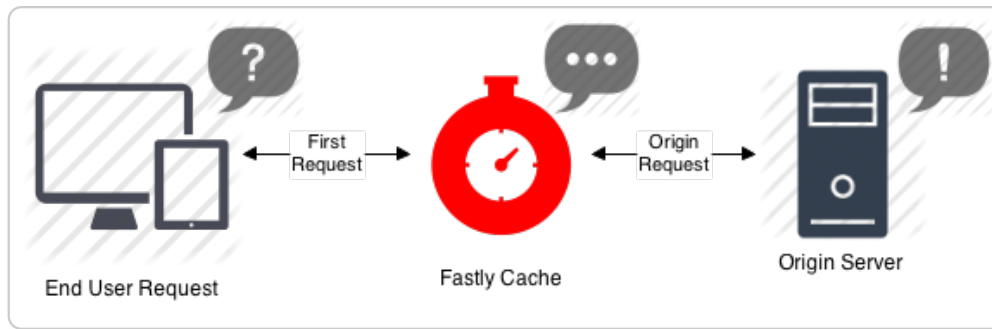 ?
!
First
Request
Origin
Request
End User Request
Fastly Cache
Origin Server